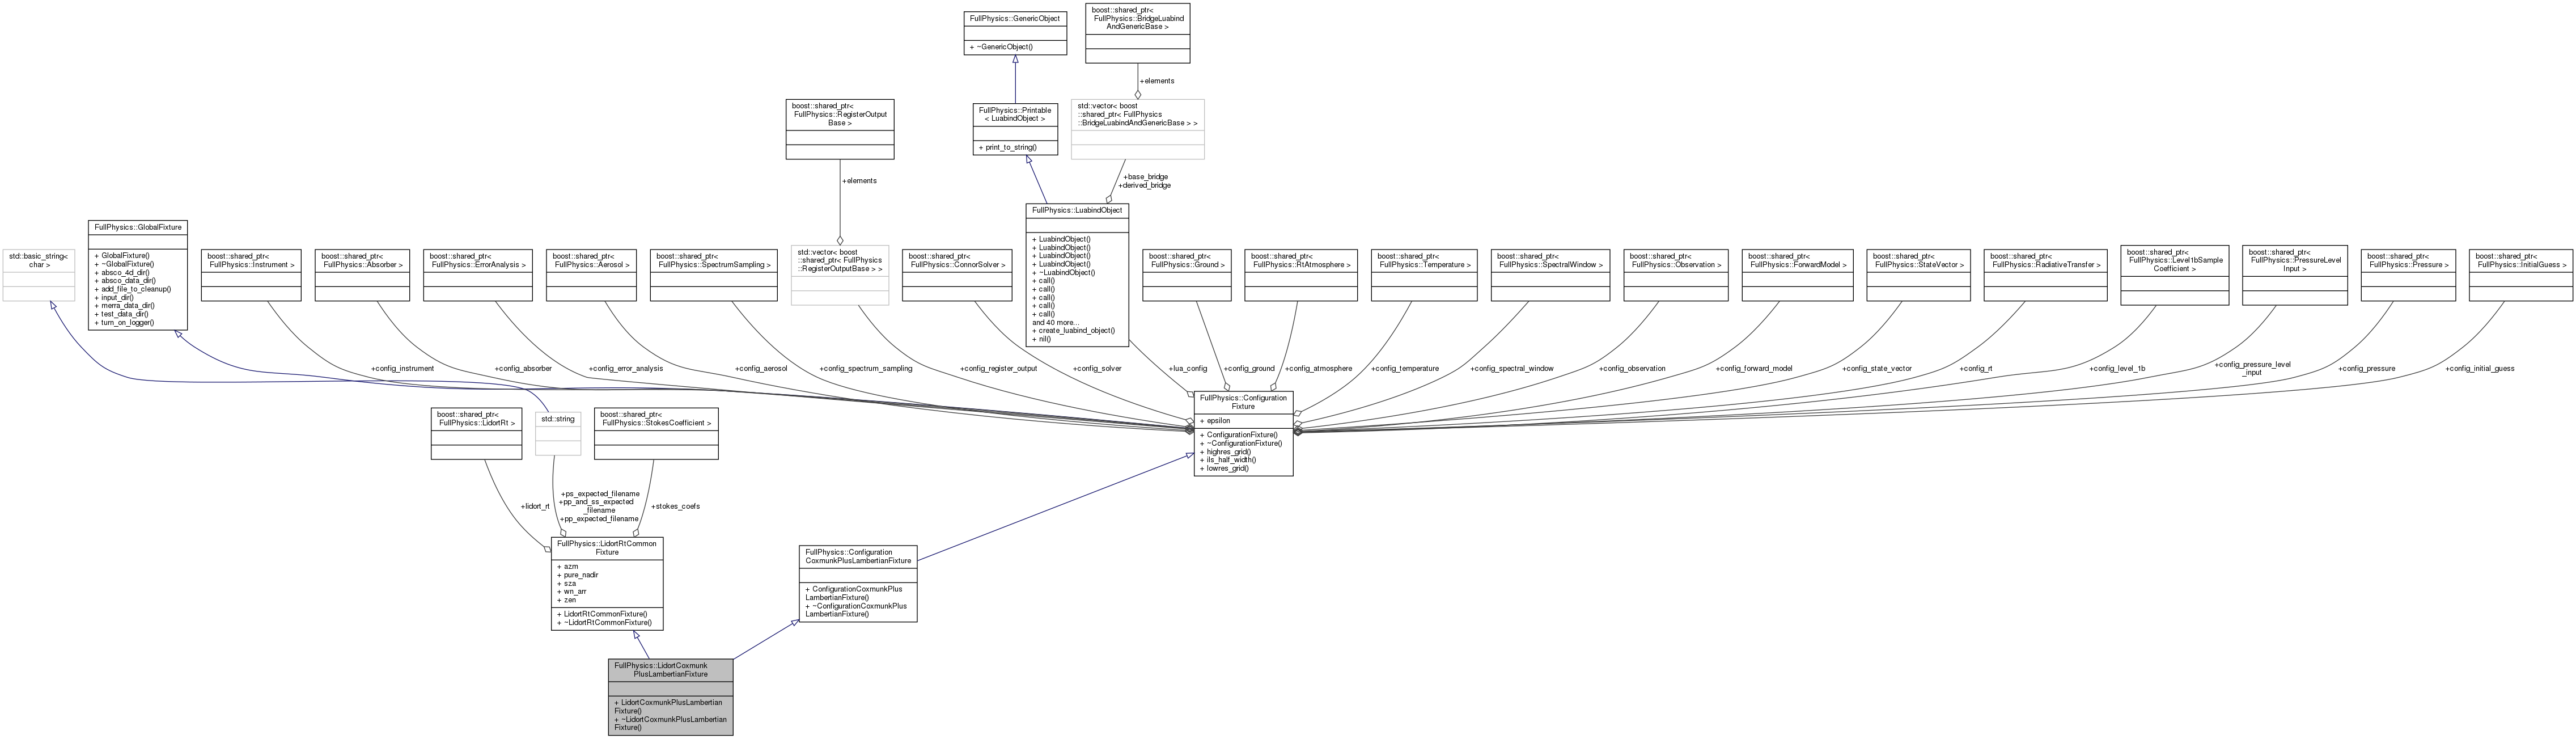 FullPhysics::GenericObject
+ ~GenericObject()
boost::shared_ptr<
FullPhysics::BridgeLuabind
AndGenericBase >
+elements
boost::shared_ptr<
FullPhysics::RegisterOutput
Base >
FullPhysics::Printable
< LuabindObject >
+ print_to_string()
std::vector< boost
::shared_ptr< FullPhysics
::BridgeLuabindAndGenericBase > >
+elements
+base_bridge
+derived_bridge
std::basic_string<
char >
FullPhysics::GlobalFixture
+ GlobalFixture()
+ ~GlobalFixture()
+ absco_4d_dir()
+ absco_data_dir()
+ add_file_to_cleanup()
+ input_dir()
+ merra_data_dir()
+ test_data_dir()
+ turn_on_logger()
boost::shared_ptr<
FullPhysics::Instrument >
boost::shared_ptr<
FullPhysics::Absorber >
boost::shared_ptr<
FullPhysics::ErrorAnalysis >
boost::shared_ptr<
FullPhysics::Aerosol >
boost::shared_ptr<
FullPhysics::SpectrumSampling >
std::vector< boost
::shared_ptr< FullPhysics
::RegisterOutputBase > >
boost::shared_ptr<
FullPhysics::ConnorSolver >
FullPhysics::LuabindObject
+ LuabindObject()
+ LuabindObject()
+ LuabindObject()
+ LuabindObject()
+ ~LuabindObject()
+ call()
+ call()
+ call()
+ call()
+ call()
and 40 more...
+ create_luabind_object()
+ nil()
boost::shared_ptr<
FullPhysics::Ground >
boost::shared_ptr<
FullPhysics::RtAtmosphere >
boost::shared_ptr<
FullPhysics::Temperature >
boost::shared_ptr<
FullPhysics::SpectralWindow >
boost::shared_ptr<
FullPhysics::Observation >
boost::shared_ptr<
FullPhysics::ForwardModel >
boost::shared_ptr<
FullPhysics::StateVector >
boost::shared_ptr<
FullPhysics::RadiativeTransfer >
boost::shared_ptr<
FullPhysics::Level1bSample
Coefficient >
boost::shared_ptr<
FullPhysics::PressureLevel
Input >
boost::shared_ptr<
FullPhysics::Pressure >
boost::shared_ptr<
FullPhysics::InitialGuess >
+config_instrument
+config_absorber
+config_error_analysis
+config_aerosol
+config_spectrum_sampling
+config_register_output
+config_solver
+lua_config
+config_ground
+config_atmosphere
+config_temperature
+config_spectral_window
+config_observation
+config_forward_model
+config_state_vector
+config_rt
+config_level_1b
+config_pressure_level
_input
+config_pressure
+config_initial_guess
FullPhysics::Configuration
Fixture
+ epsilon
+ ConfigurationFixture()
+ ~ConfigurationFixture()
+ highres_grid()
+ ils_half_width()
+ lowres_grid()
boost::shared_ptr<
FullPhysics::LidortRt >
std::string
boost::shared_ptr<
FullPhysics::StokesCoefficient >
+lidort_rt
+ps_expected_filename
+pp_and_ss_expected
_filename
+pp_expected_filename
+stokes_coefs
FullPhysics::LidortRtCommon
Fixture
+ azm
+ pure_nadir
+ sza
+ wn_arr
+ zen
+ LidortRtCommonFixture()
+ ~LidortRtCommonFixture()
FullPhysics::Configuration
CoxmunkPlusLambertianFixture
+ ConfigurationCoxmunkPlus
LambertianFixture()
+ ~ConfigurationCoxmunkPlus
LambertianFixture()
FullPhysics::LidortCoxmunk
PlusLambertianFixture
+ LidortCoxmunkPlusLambertian
Fixture()
+ ~LidortCoxmunkPlusLambertian
Fixture()